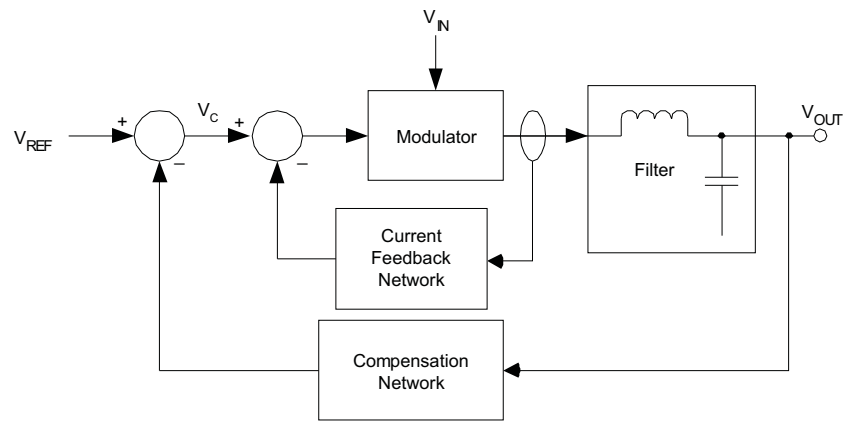 V_IN
V_REF
+
−
V_C
+
−
Modulator
Filter
V_OUT
Current
Feedback
Network
Compensation
Network